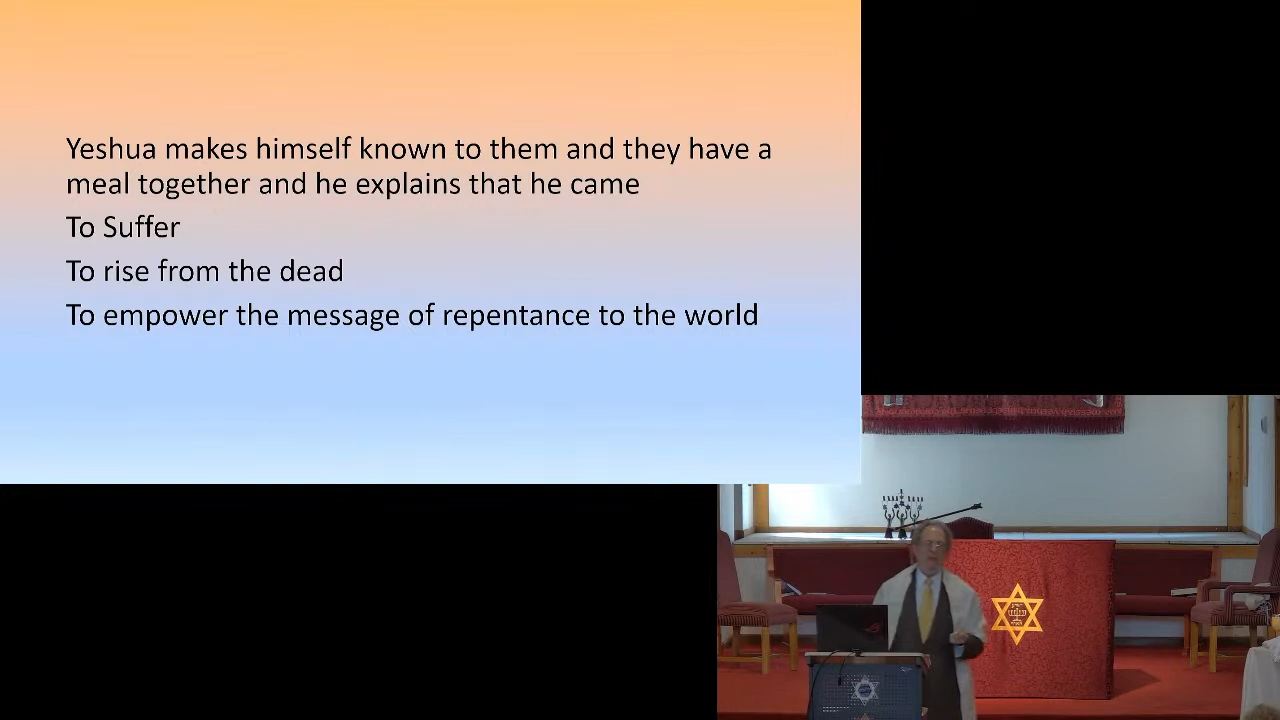 Yeshua makes himself known to them and they have a
meal together and he explains that he came
To Suffer
To rise from the dead
To empower the message of repentance to the world